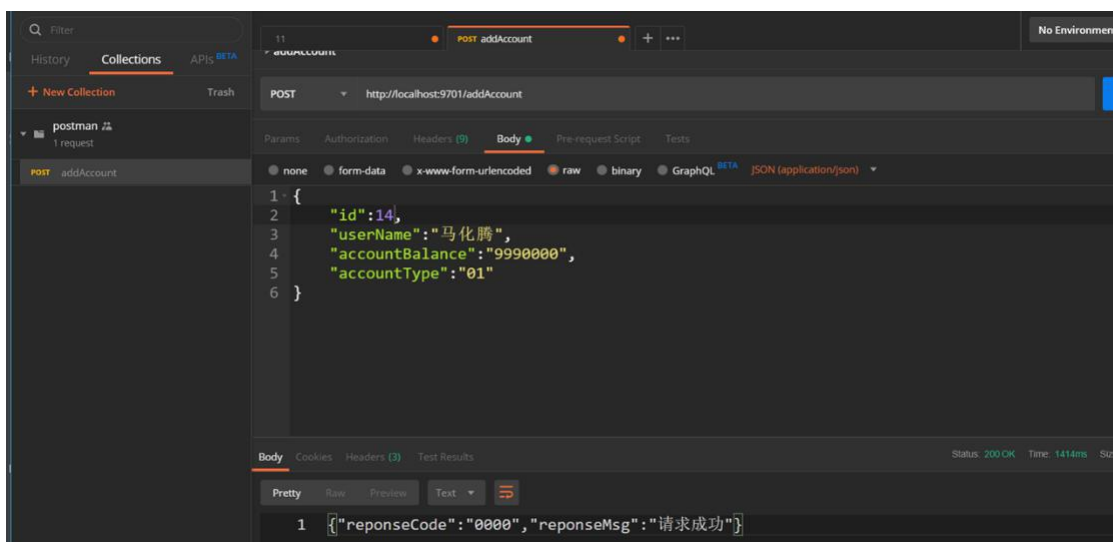 Filter
11
POST addAccount
+
•••
No Environmen
History
Collections
APIs BETA
addAccount
+ New Collection
Trash
POST
http://localhost:9701/addAccount
postman
1 request
Params
Authorization
Headers (9)
Body
Pre-request Script
Tests
POST addAccount
none
form-data
x-www-form-urlencoded
raw
binary
GraphQL BETA
JSON (application/json)
1 {
2 "id":14,
3 "userName":"马化腾",
4 "accountBalance":"9990000",
5 "accountType":"01"
6 }
Body
Cookies
Headers (3)
Test Results
Status: 200 OK
Time: 1414ms
Siz
Pretty
Raw
Preview
Text
1 {"reponseCode":"0000","reponseMsg":"请求成功"}